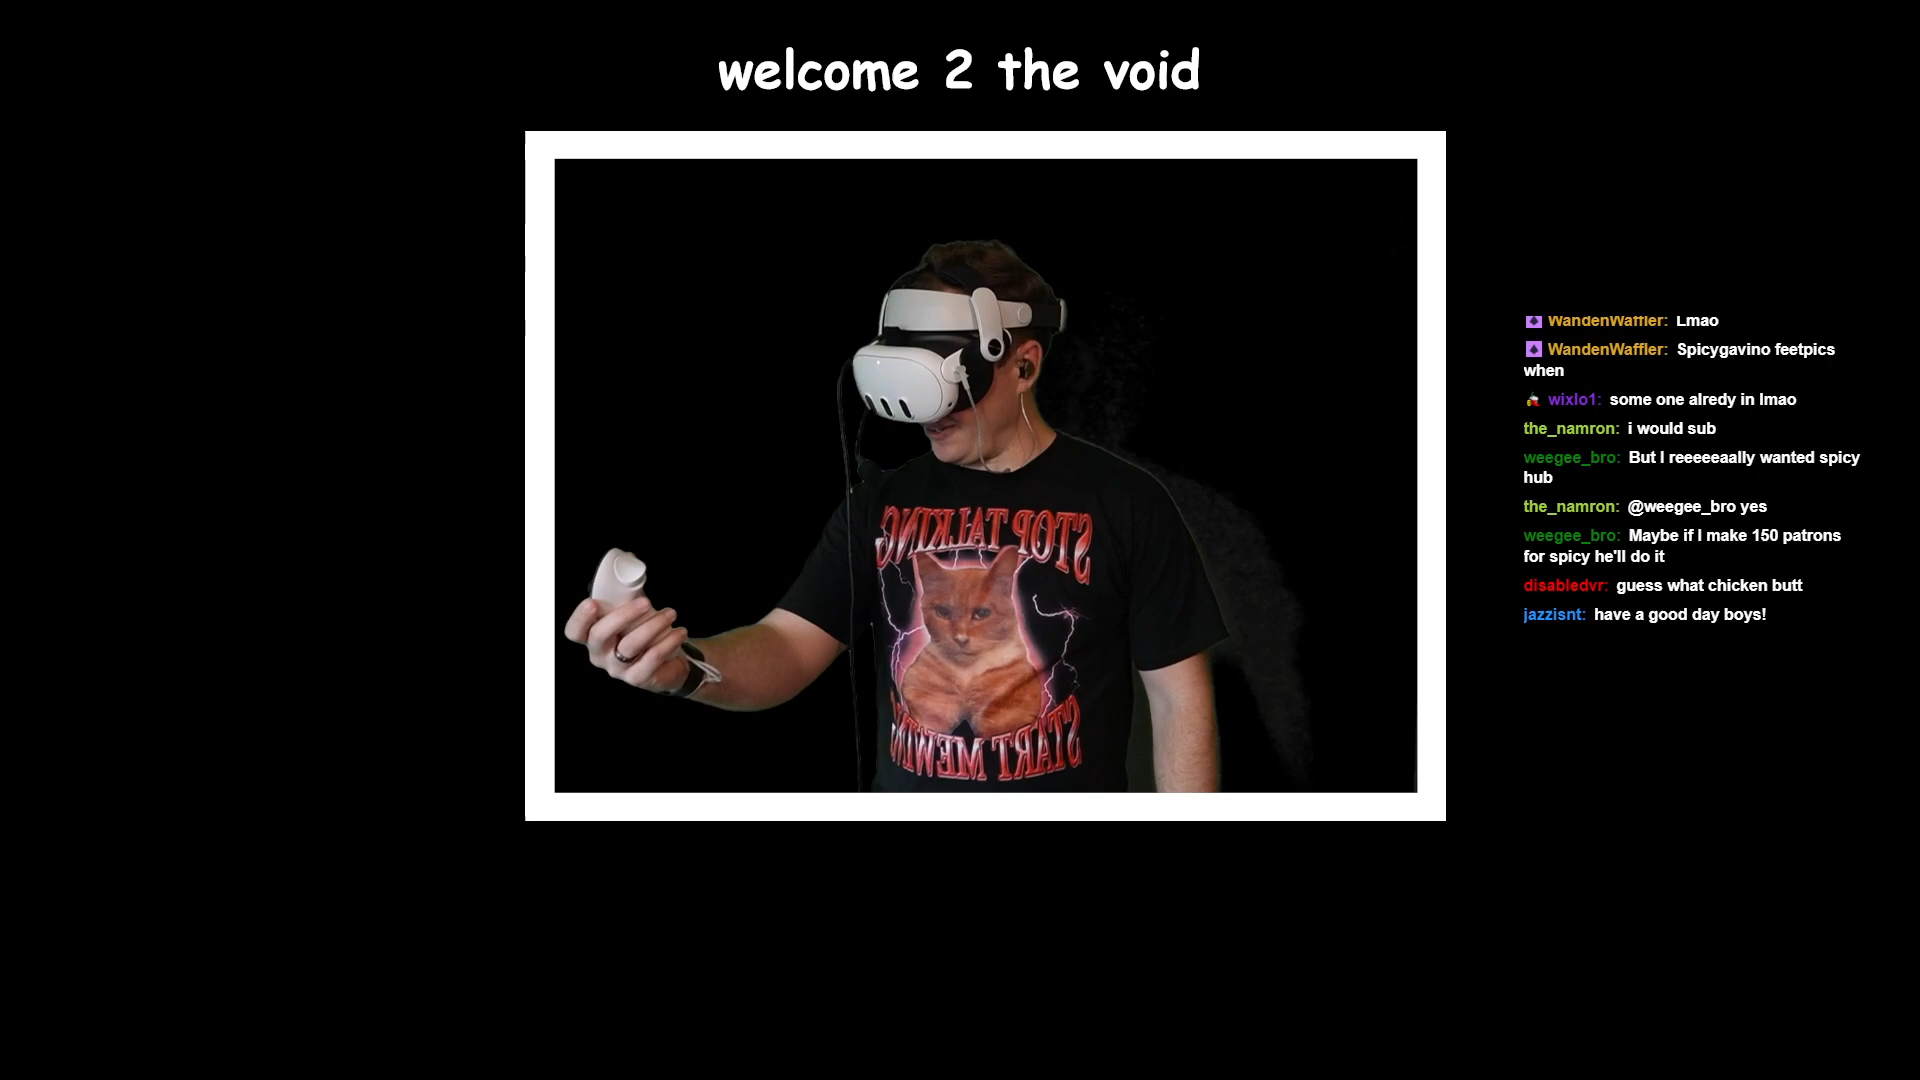 welcome 2 the void
WandenWaffler: Lmao
WandenWaffler: Spicygavino feetpics
when
wixlo1: some one alredy in lmao
the_namron: i would sub
weegee_bro: But I reeeeeaally wanted spicy
hub
the_namron: @weegee_bro yes
weegee_bro: Maybe if I make 150 patrons
for spicy he'll do it
disabledvr: guess what chicken butt
jazzisnt: have a good day boys!
STOP TALKING
START MEWING